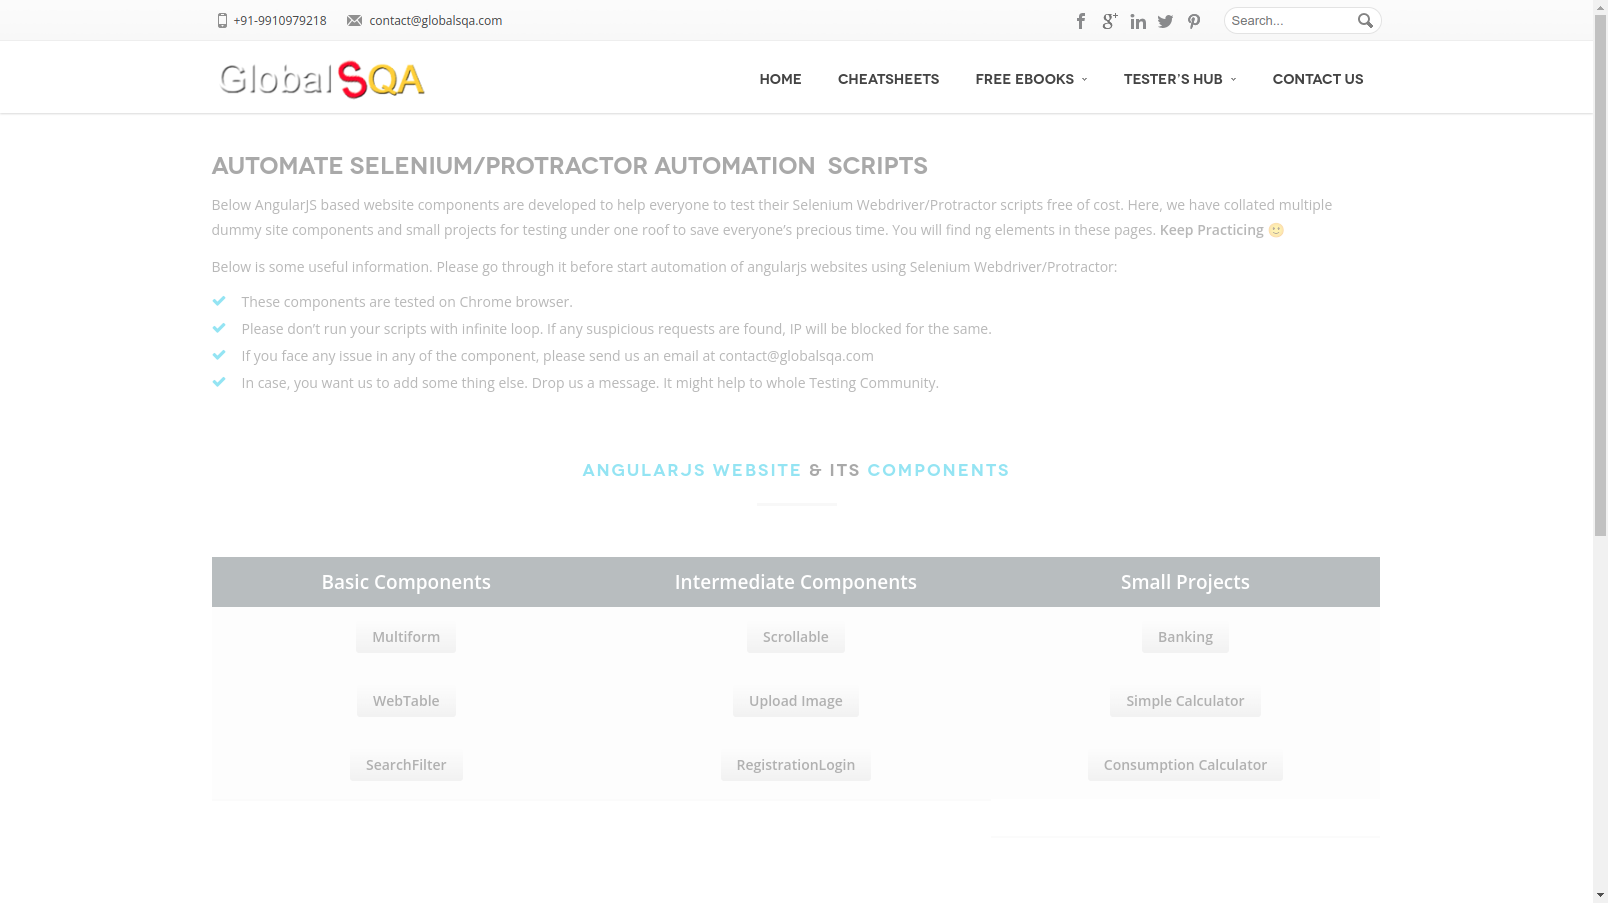 +91-9910979218 contact@globalsqa.com Search...
GlobalSQA HOME CHEATSHEETS FREE EBOOKS TESTER'S HUB CONTACT US
AUTOMATE SELENIUM/PROTRACTOR AUTOMATION SCRIPTS
Below AngularJS based website components are developed to help everyone to test their Selenium Webdriver/Protractor scripts free of cost. Here, we have collated multiple
dummy site components and small projects for testing under one roof to save everyone's precious time. You will find ng elements in these pages. Keep Practicing 🙂
Below is some useful information. Please go through it before start automation of angularjs websites using Selenium Webdriver/Protractor:
These components are tested on Chrome browser.
Please don't run your scripts with infinite loop. If any suspicious requests are found, IP will be blocked for the same.
If you face any issue in any of the component, please send us an email at contact@globalsqa.com
In case, you want us to add some thing else. Drop us a message. It might help to whole Testing Community.
ANGULARJS WEBSITE & ITS COMPONENTS
Basic Components Intermediate Components Small Projects
Multiform Scrollable Banking
WebTable Upload Image Simple Calculator
SearchFilter RegistrationLogin Consumption Calculator